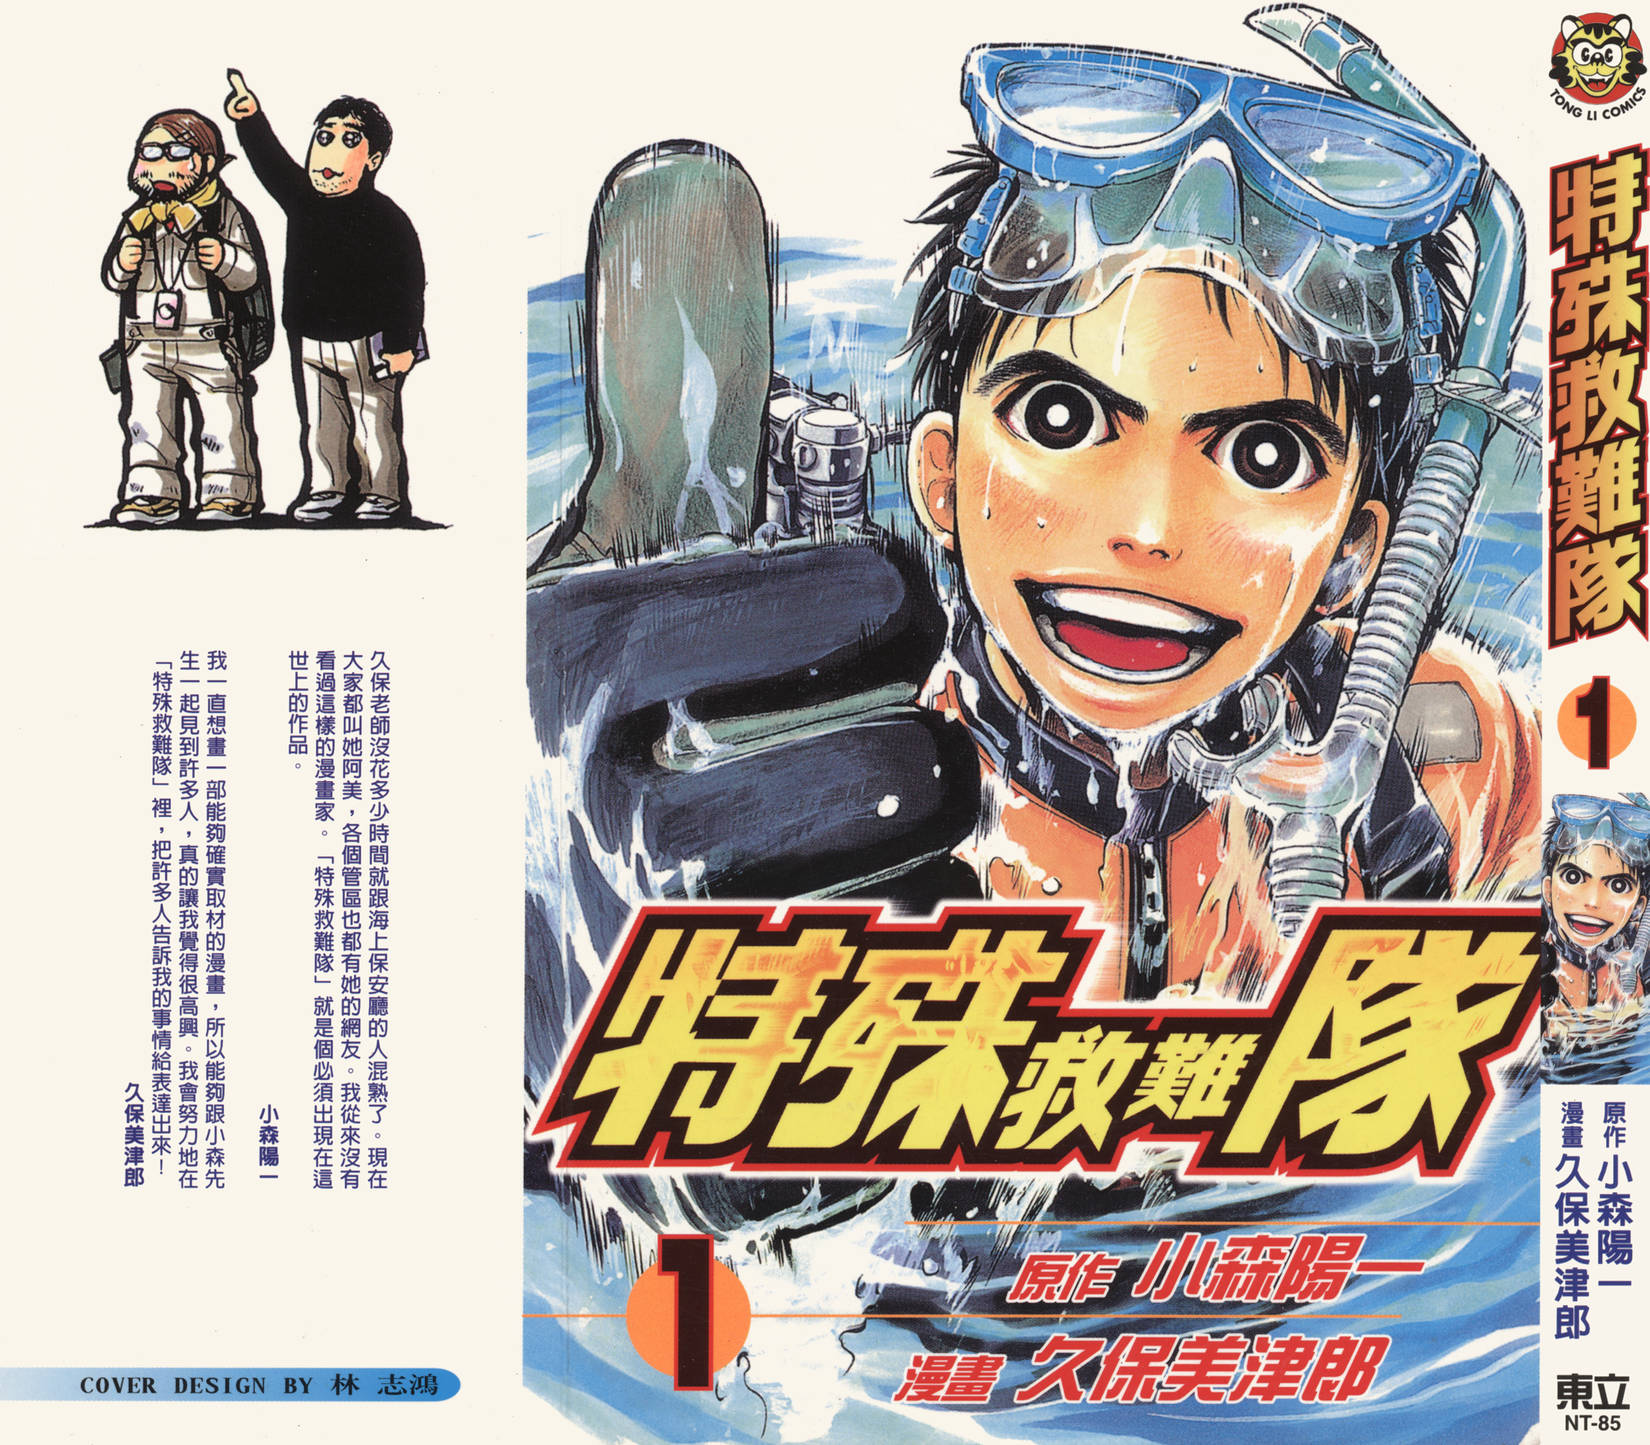 久保老師沒花多少時間就跟海上保安廳的人混熟了。現在
大家都叫她阿美，各個管區也都有她的網友。我從來沒有
看過這樣的漫畫家。「特殊救難隊」就是個必須出現在這
世上的作品。
小森陽一
我一直想畫一部能夠確實取材的漫畫，所以能夠跟小森先
生一起見到許多人，真的讓我覺得很高興。我會努力地在
「特殊救難隊」裡，把許多人告訴我的事情給表達出來！
久保美津郎
COVER DESIGN BY 林 志鴻
特殊救難隊
1
原作 小森陽一
漫畫 久保美津郎
TONG LI COMICS
特殊救難隊
1
原作 小森陽一
漫畫 久保美津郎
東立
NT-85